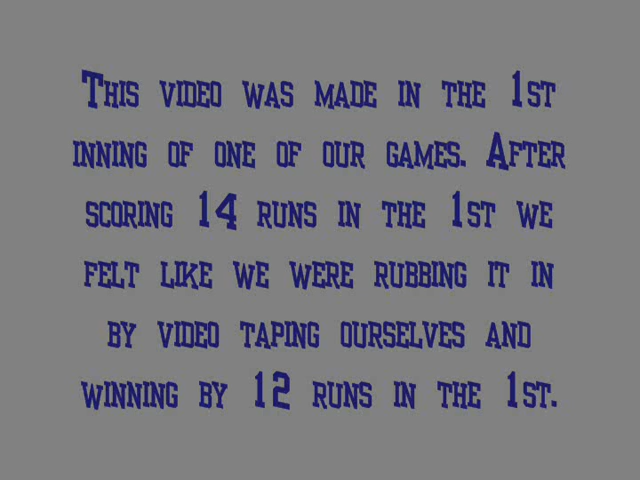 This video was made in the 1st
inning of one of our games. After
scoring 14 runs in the 1st we
felt like we were rubbing it in
by video taping ourselves and
winning by 12 runs in the 1st.